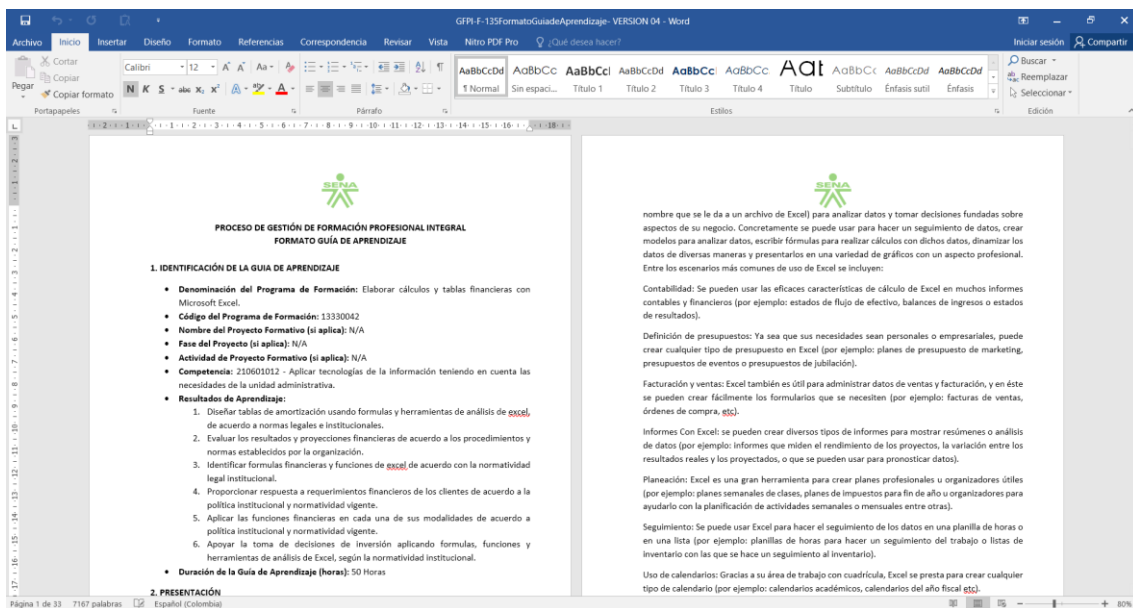 GFPI-F-135FormatoGuiadeAprendizaje- VERSION 04 - Word
Archivo Inicio Insertar Diseño Formato Referencias Correspondencia Revisar Vista Nitro PDF Pro ¿Qué desea hacer? Iniciar sesión Compartir
Pegar
Cortar
Copiar
Copiar formato
Portapapeles
Calibri 12
Fuente
Párrafo
AaBbCcDd AaBbCc AaBbCcI AaBbCcDd AaBbCc AaBbCc AaI AaBbCc AaBbCcDd AaBbCcDd
¶ Normal Sin espaci... Título 1 Título 2 Título 3 Título 4 Título Subtítulo Énfasis sutil Énfasis
Estilos
Buscar
Reemplazar
Seleccionar
Edición
SENA
PROCESO DE GESTIÓN DE FORMACIÓN PROFESIONAL INTEGRAL
FORMATO GUÍA DE APRENDIZAJE
1. IDENTIFICACIÓN DE LA GUIA DE APRENDIZAJE
• Denominación del Programa de Formación: Elaborar cálculos y tablas financieras con
Microsoft Excel.
• Código del Programa de Formación: 13330042
• Nombre del Proyecto Formativo (si aplica): N/A
• Fase del Proyecto (si aplica): N/A
• Actividad de Proyecto Formativo (si aplica): N/A
• Competencia: 210601012 - Aplicar tecnologías de la información teniendo en cuenta las
necesidades de la unidad administrativa.
• Resultados de Aprendizaje:
1. Diseñar tablas de amortización usando formulas y herramientas de análisis de excel,
de acuerdo a normas legales e institucionales.
2. Evaluar los resultados y proyecciones financieras de acuerdo a los procedimientos y
normas establecidos por la organización.
3. Identificar formulas financieras y funciones de excel de acuerdo con la normatividad
legal institucional.
4. Proporcionar respuesta a requerimientos financieros de los clientes de acuerdo a la
política institucional y normatividad vigente.
5. Aplicar las funciones financieras en cada una de sus modalidades de acuerdo a
política institucional y normatividad vigente.
6. Apoyar la toma de decisiones de inversión aplicando formulas, funciones y
herramientas de análisis de Excel, según la normatividad institucional.
• Duración de la Guía de Aprendizaje (horas): 50 Horas
2. PRESENTACIÓN
SENA
nombre que se le da a un archivo de Excel) para analizar datos y tomar decisiones fundadas sobre
aspectos de su negocio. Concretamente se puede usar para hacer un seguimiento de datos, crear
modelos para analizar datos, escribir fórmulas para realizar cálculos con dichos datos, dinamizar los
datos de diversas maneras y presentarlos en una variedad de gráficos con un aspecto profesional.
Entre los escenarios más comunes de uso de Excel se incluyen:
Contabilidad: Se pueden usar las eficaces características de cálculo de Excel en muchos informes
contables y financieros (por ejemplo: estados de flujo de efectivo, balances de ingresos o estados
de resultados).
Definición de presupuestos: Ya sea que sus necesidades sean personales o empresariales, puede
crear cualquier tipo de presupuesto en Excel (por ejemplo: planes de presupuesto de marketing,
presupuestos de eventos o presupuestos de jubilación).
Facturación y ventas: Excel también es útil para administrar datos de ventas y facturación, y en éste
se pueden crear fácilmente los formularios que se necesiten (por ejemplo: facturas de ventas,
órdenes de compra, etc).
Informes Con Excel: se pueden crear diversos tipos de informes para mostrar resúmenes o análisis
de datos (por ejemplo: informes que miden el rendimiento de los proyectos, la variación entre los
resultados reales y los proyectados, o que se pueden usar para pronosticar datos).
Planeación: Excel es una gran herramienta para crear planes profesionales u organizadores útiles
(por ejemplo: planes semanales de clases, planes de impuestos para fin de año u organizadores para
ayudarlo con la planificación de actividades semanales o mensuales entre otras).
Seguimiento: Se puede usar Excel para hacer el seguimiento de los datos en una planilla de horas o
en una lista (por ejemplo: planillas de horas para hacer un seguimiento del trabajo o listas de
inventario con las que se hace un seguimiento al inventario).
Uso de calendarios: Gracias a su área de trabajo con cuadrícula, Excel se presta para crear cualquier
tipo de calendario (por ejemplo: calendarios académicos, calendarios del año fiscal etc).
Página 1 de 33 7167 palabras Español (Colombia) 80%